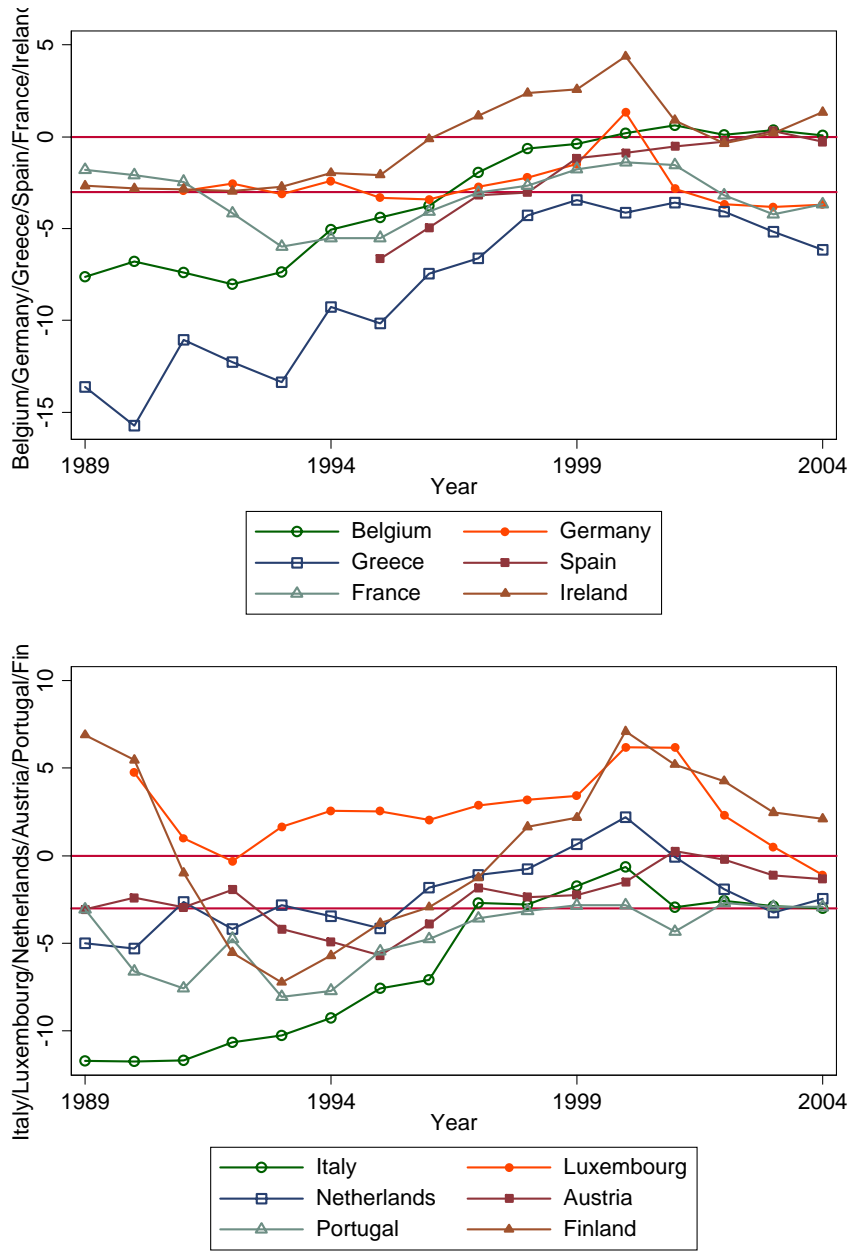 Belgium/Germany/Greece/Spain/France/Ireland
5
0
-5
-10
-15
1989 1994 1999 2004
Year
Belgium Germany
Greece Spain
France Ireland
Italy/Luxembourg/Netherlands/Austria/Portugal/Fin
10
5
0
-5
-10
1989 1994 1999 2004
Year
Italy Luxembourg
Netherlands Austria
Portugal Finland